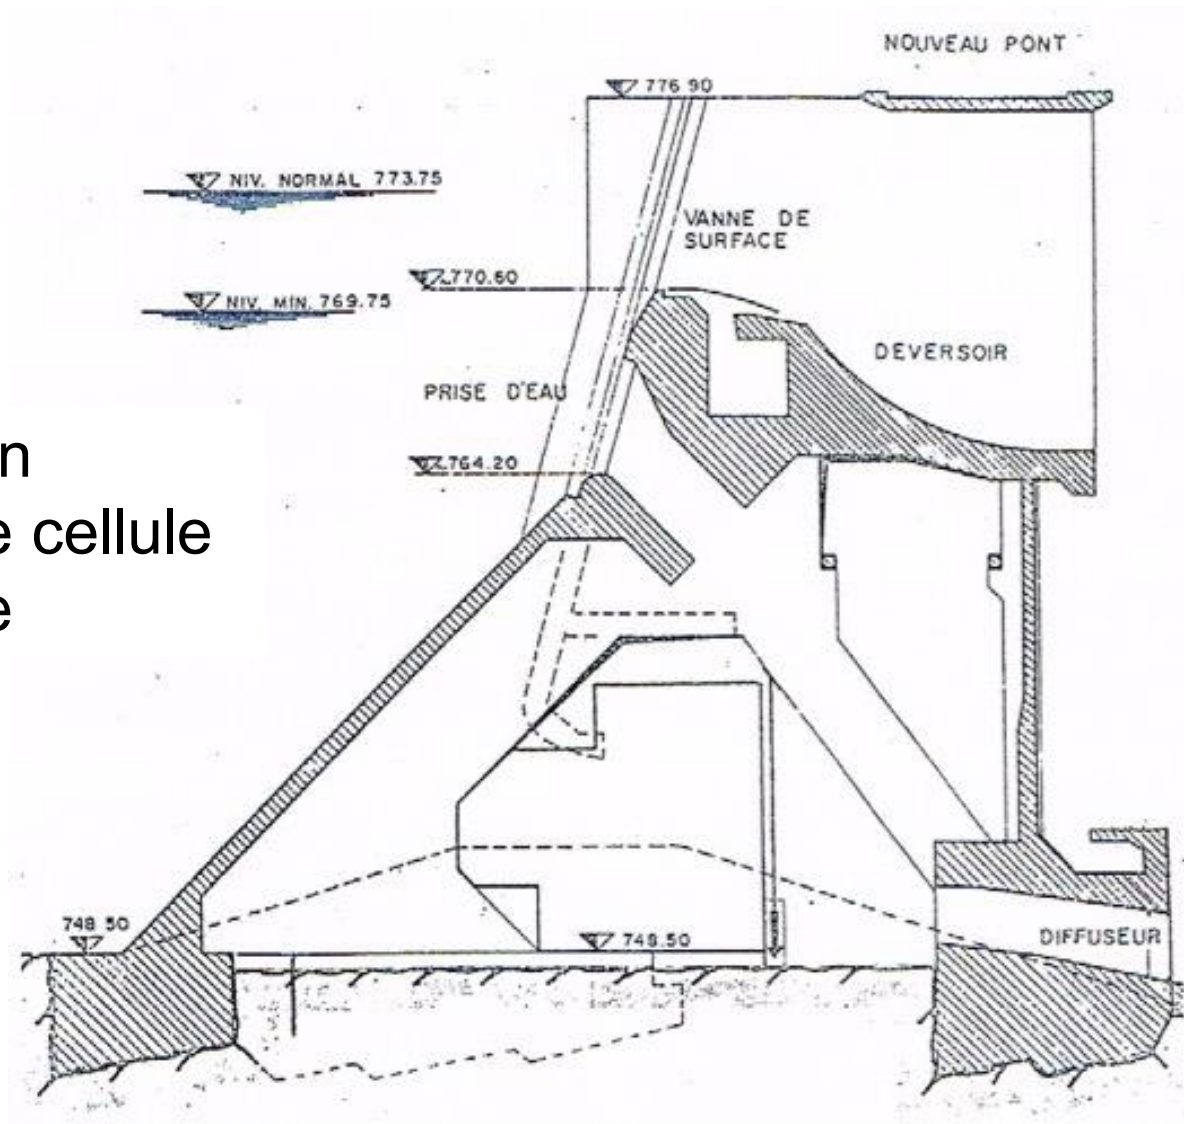 NOUVEAU PONT
776.90
NIV. NORMAL 773.75
VANNE DE
SURFACE
770.60
NIV. MIN. 769.75
DEVERSOIR
PRISE D'EAU
n
764.20
e cellule
e
748 50
748.50
DIFFUSEUR